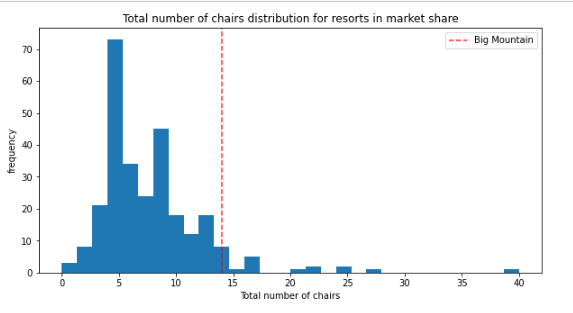 Total number of chairs distribution for resorts in market share
Big Mountain
frequency
70
60
50
40
30
20
10
0
0 5 10 15 20 25 30 35 40
Total number of chairs